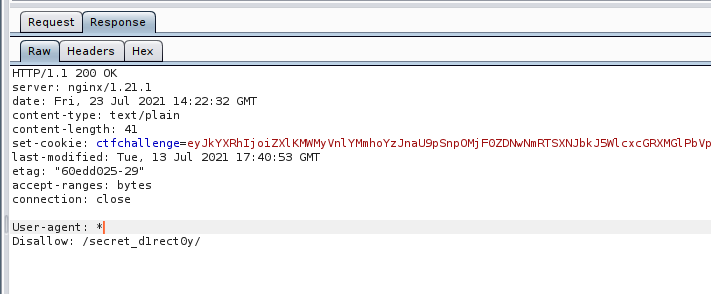 Request Response
Raw Headers Hex
HTTP/1.1 200 OK
server: nginx/1.21.1
date: Fri, 23 Jul 2021 14:22:32 GMT
content-type: text/plain
content-length: 41
set-cookie: ctfchallenge=eyJkYXRhIjoiZXlKMWMyVnlYMmhoYzJnaU9pSnpOMjF0ZDNwNmRTSXNJbkJ5WlcxcGRXMGlPbVp
last-modified: Tue, 13 Jul 2021 17:40:53 GMT
etag: "60edd025-29"
accept-ranges: bytes
connection: close
User-agent: *
Disallow: /secret_d1rect0y/